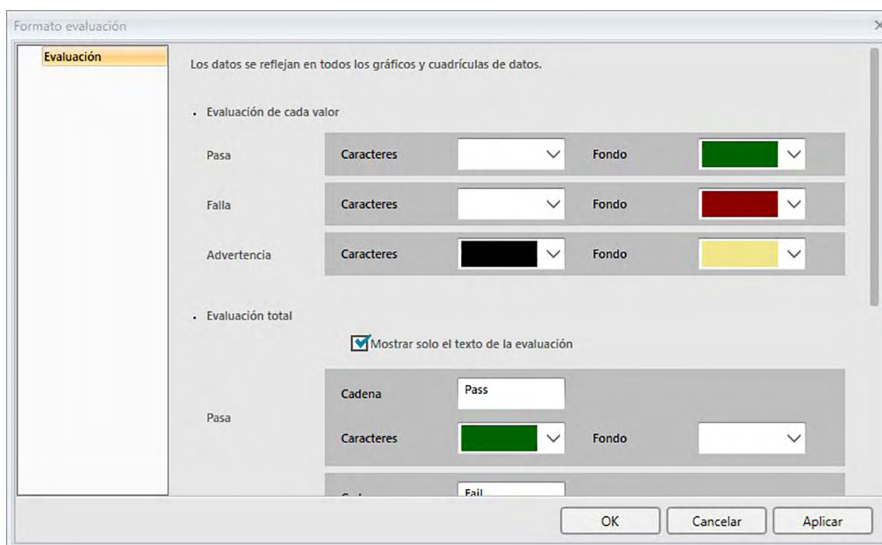 Formato evaluación
Evaluación
Los datos se reflejan en todos los gráficos y cuadrículas de datos.
• Evaluación de cada valor
Pasa Caracteres Fondo
Falla Caracteres Fondo
Advertencia Caracteres Fondo
• Evaluación total
Mostrar solo el texto de la evaluación
Cadena Pass
Pasa
Caracteres Fondo
Fail
OK Cancelar Aplicar